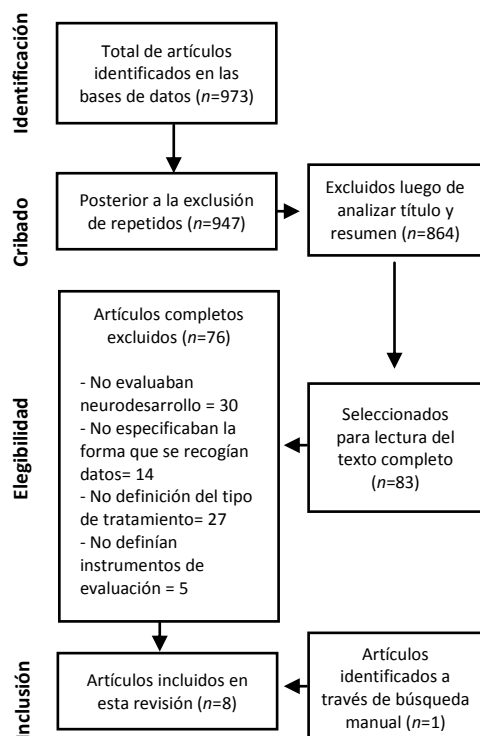 Identificación
Total de artículos
identificados en las
bases de datos (n=973)
Cribado
Posterior a la exclusión
de repetidos (n=947)
Excluidos luego de
analizar título y
resumen (n=864)
Elegibilidad
Artículos completos
excluidos (n=76)
- No evaluaban
neurodesarrollo = 30
- No especificaban la
forma que se recogían
datos= 14
- No definición del tipo
de tratamiento= 27
- No definían
instrumentos de
evaluación = 5
Seleccionados
para lectura del
texto completo
(n=83)
Inclusión
Artículos incluidos en
esta revisión (n=8)
Artículos
identificados a
través de búsqueda
manual (n=1)